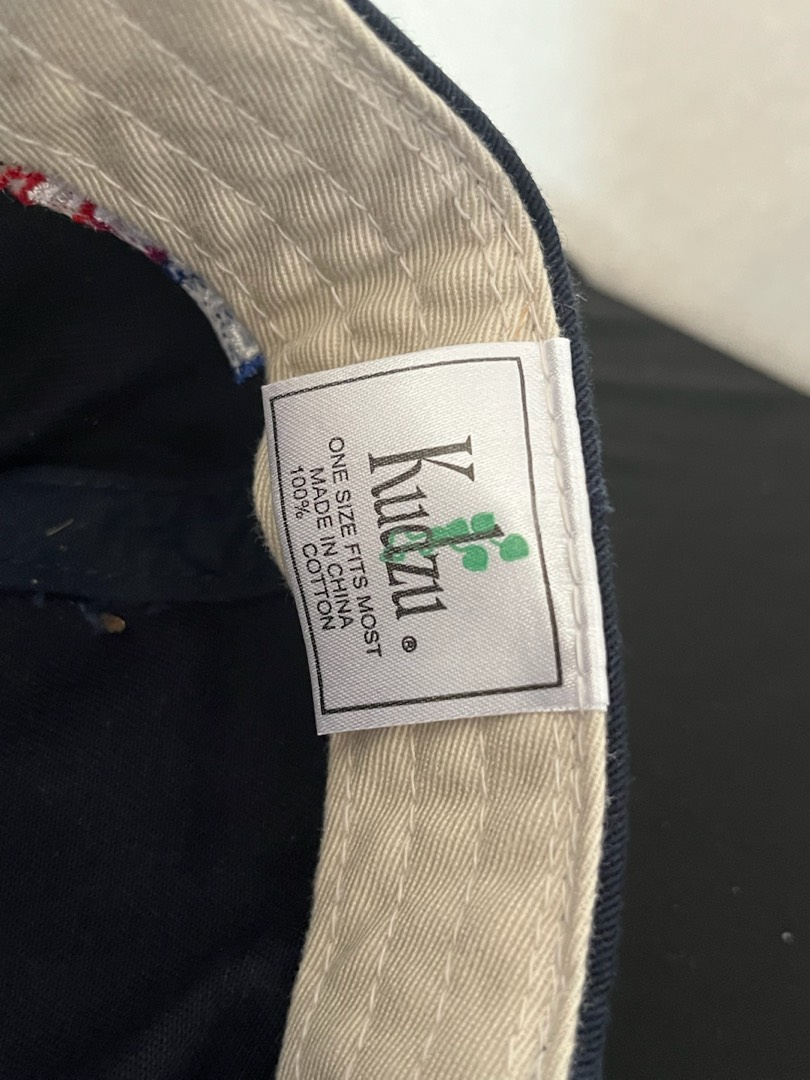 Kudzu ®
ONE SIZE FITS MOST
MADE IN CHINA
100% COTTON